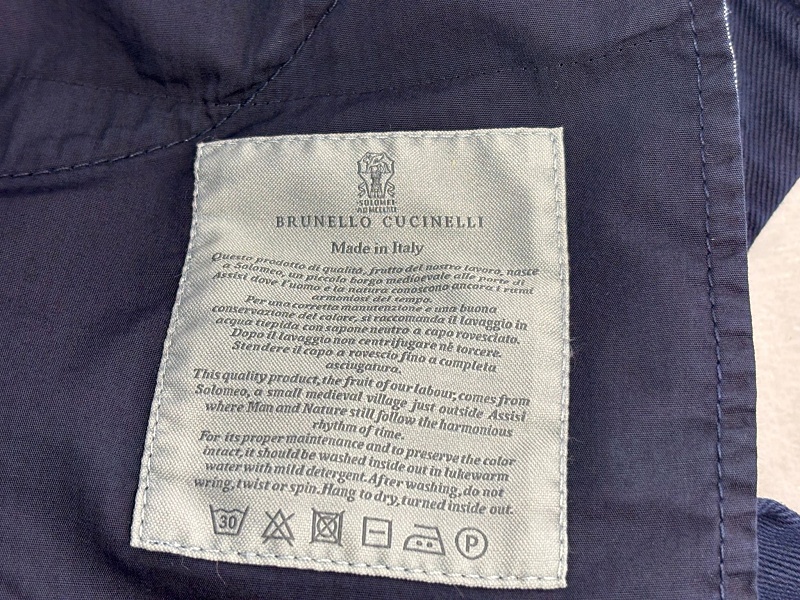 SOLOMEI
AD MCCLXII
BRUNELLO CUCINELLI
Made in Italy
Questo prodotto di qualità, frutto del nostro lavoro, nasce
a Solomeo, un piccolo borgo medioevale alle porte di
Assisi dove l'uomo e la natura conoscono ancora i rumi
armoniosi del tempo.
Per una corretta manutenzione e una buona
conservazione del colore, si raccomanda il lavaggio in
acqua tiepida con sapone neutro a capo rovesciato.
Dopo il lavaggio non centrifugare nè torcere.
Stendere il capo a rovescio fino a completa
asciugatura.
This quality product, the fruit of our labour, comes from
Solomeo, a small medieval village just outside Assisi
where Man and Nature still follow the harmonious
rhythm of time.
For its proper maintenance and to preserve the color
intact, it should be washed inside out in lukewarm
water with mild detergent. After washing, do not
wring, twist or spin. Hang to dry, turned inside out.
30 P